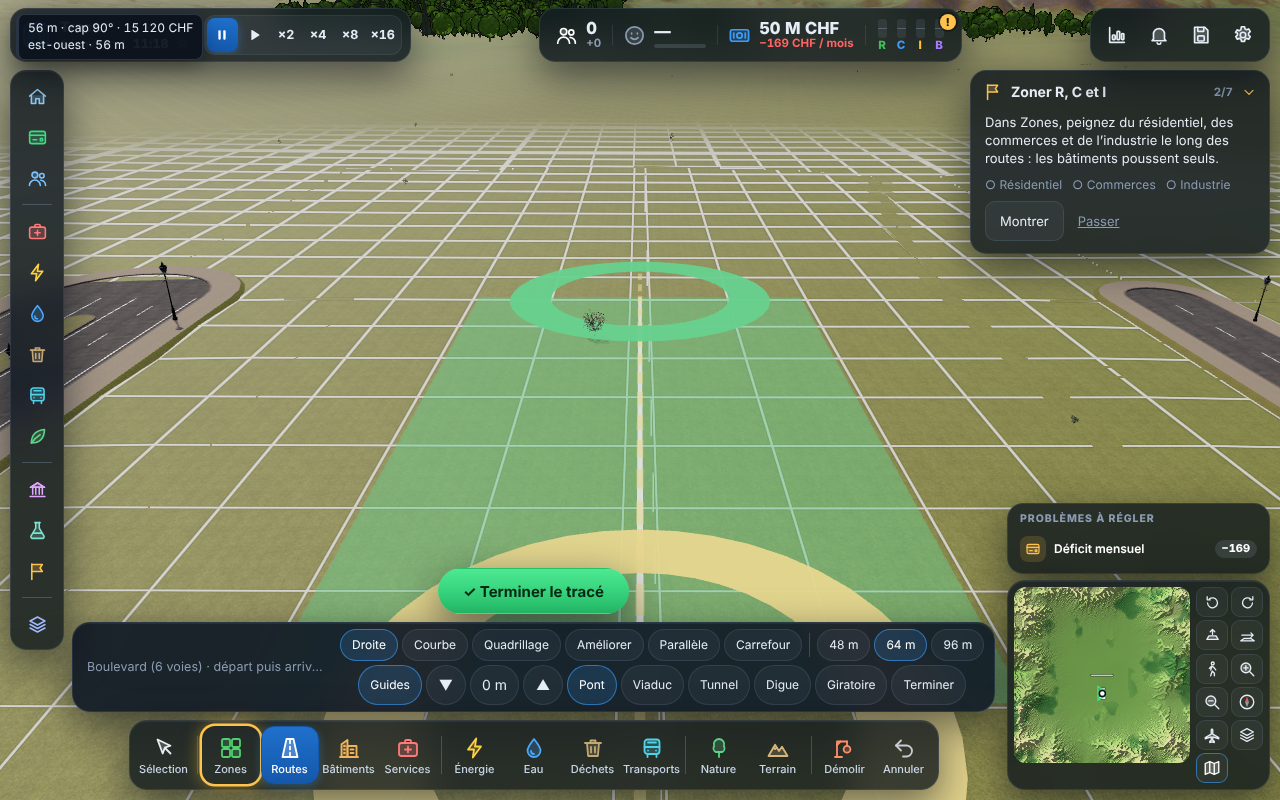 56 m · cap 90° · 15 120 CHF
est-ouest · 56 m
×2 ×4 ×8 ×16
0
+0
—
50 M CHF
−169 CHF / mois
R C I B
!
Zoner R, C et I 2/7
Dans Zones, peignez du résidentiel, des
commerces et de l’industrie le long des
routes : les bâtiments poussent seuls.
Résidentiel Commerces Industrie
Montrer Passer
PROBLÈMES À RÉGLER
Déficit mensuel −169
✓ Terminer le tracé
Boulevard (6 voies) · départ puis arriv…
Droite Courbe Quadrillage Améliorer Parallèle Carrefour 48 m 64 m 96 m
Guides ▼ 0 m ▲ Pont Viaduc Tunnel Digue Giratoire Terminer
Sélection Zones Routes Bâtiments Services Énergie Eau Déchets Transports Nature Terrain Démolir Annuler